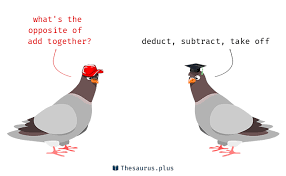 what's the
opposite of
add together?
deduct, subtract, take off
Thesaurus.plus